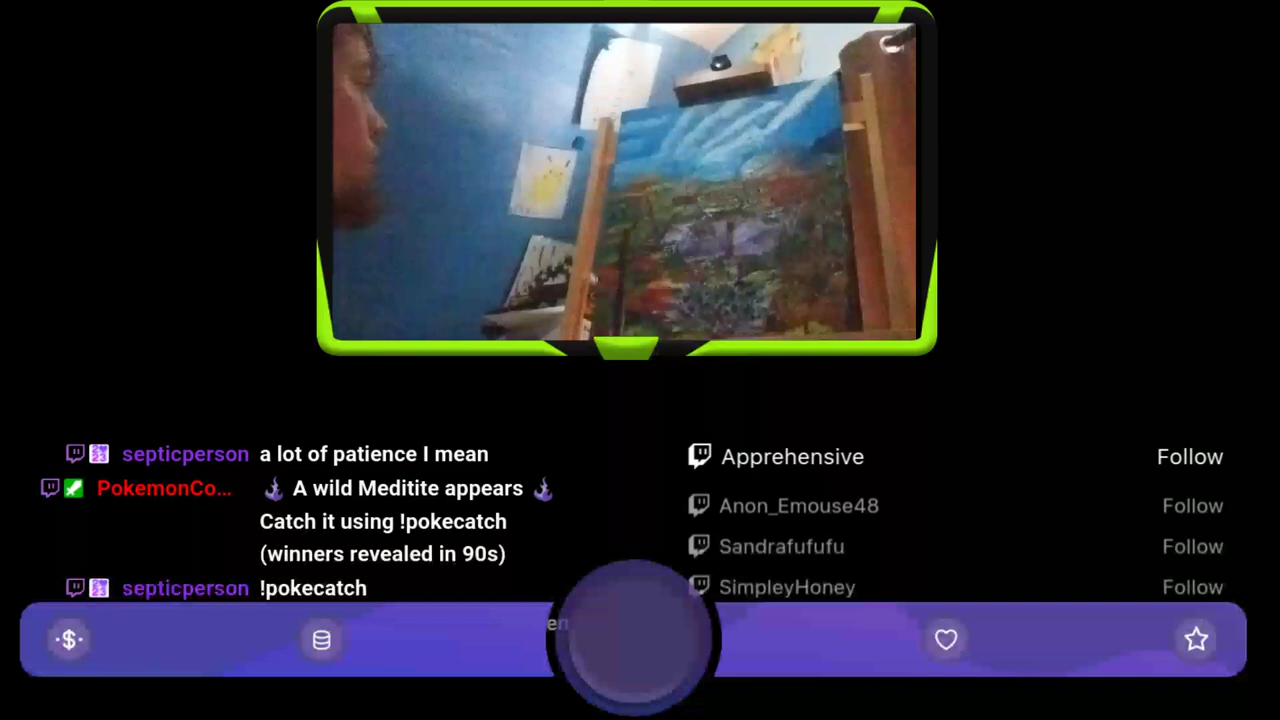 septicperson a lot of patience I mean
PokemonCo... A wild Meditite appears
Catch it using !pokecatch
(winners revealed in 90s)
septicperson !pokecatch
Apprehensive Follow
Anon_Emouse48 Follow
Sandrafufufu Follow
SimpleyHoney Follow